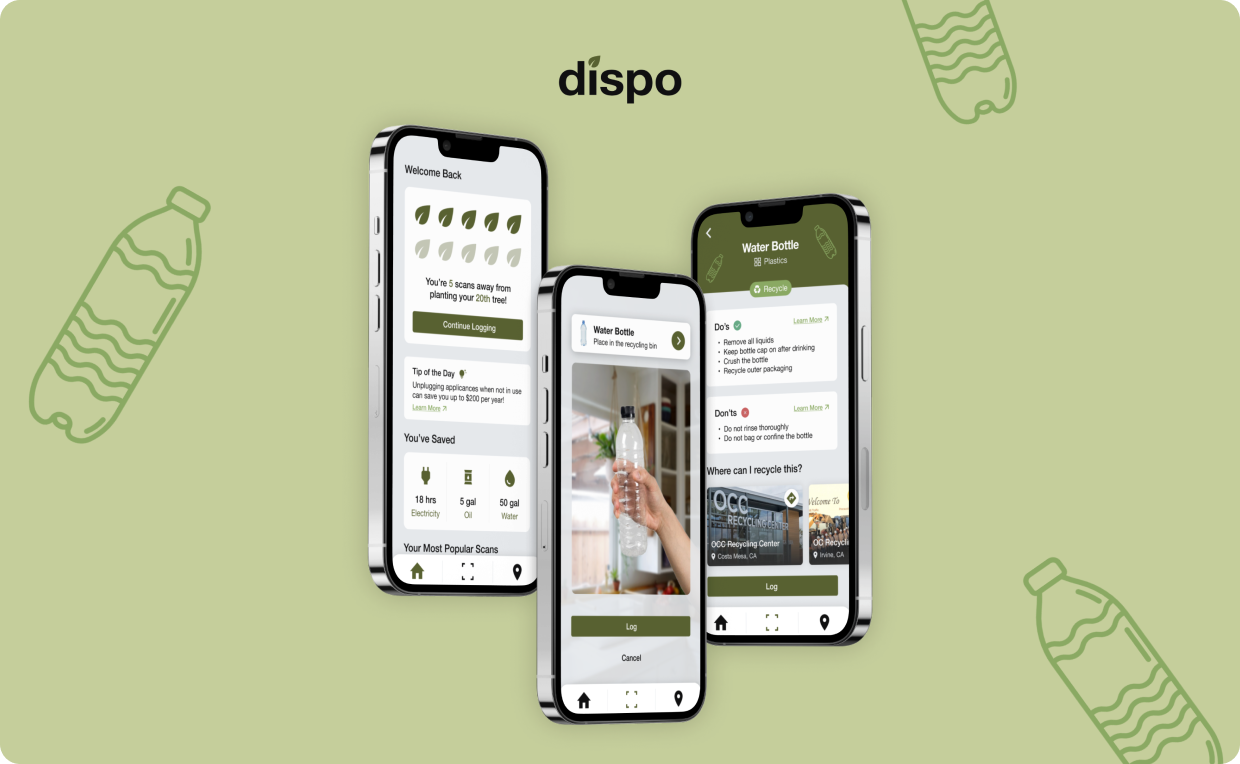 dispo
Welcome Back
You're 5 scans away from
planting your 20th tree!
Continue Logging
Tip of the Day
Unplugging applicances when not in use
can save you up to $200 per year!
Learn More
You've Saved
18 hrs
Electricity
5 gal
Oil
50 gal
Water
Your Most Popular Scans
Water Bottle
Place in the recycling bin
Log
Cancel
Water Bottle
Plastics
Recycle
Do's
Learn More
• Remove all liquids
• Keep bottle cap on after drinking
• Crush the bottle
• Recycle outer packaging
Don'ts
Learn More
• Do not rinse thoroughly
• Do not bag or confine the bottle
Where can I recycle this?
OCC
RECYCLING CENTER
OCC Recycling Center
Costa Mesa, CA
Welcome To
OC Recycli
Irvine, CA
Log